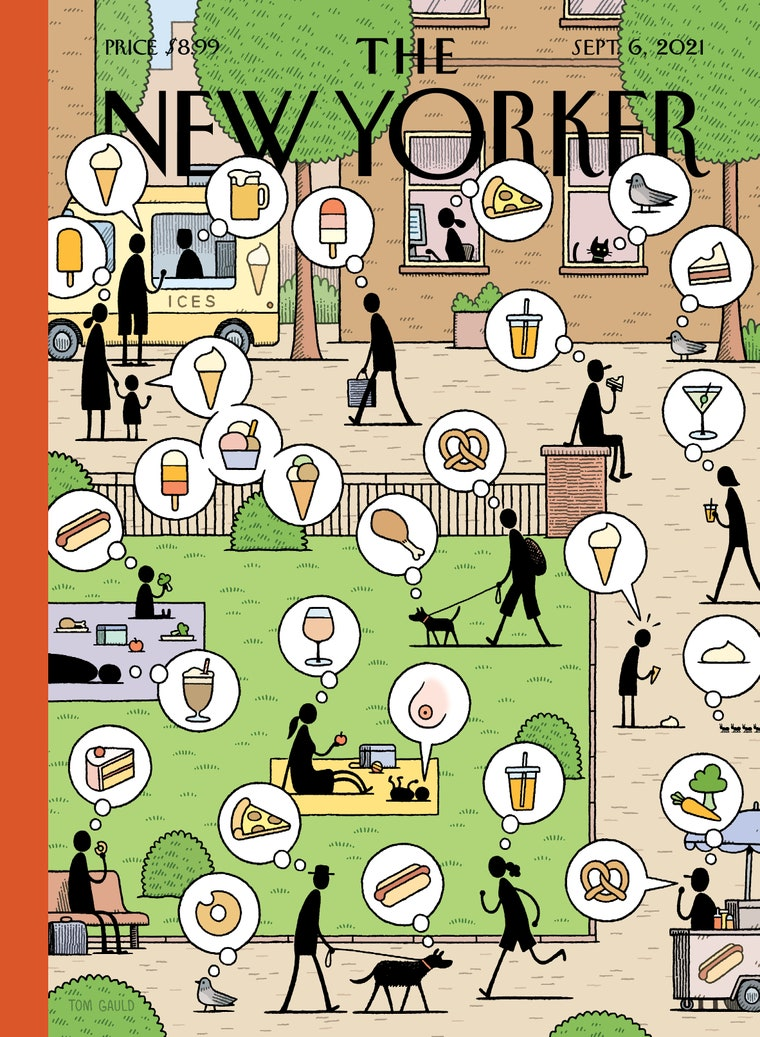 PRICE $8.99
THE
SEPT. 6, 2021
NEW YORKER
ICES
TOM GAULD